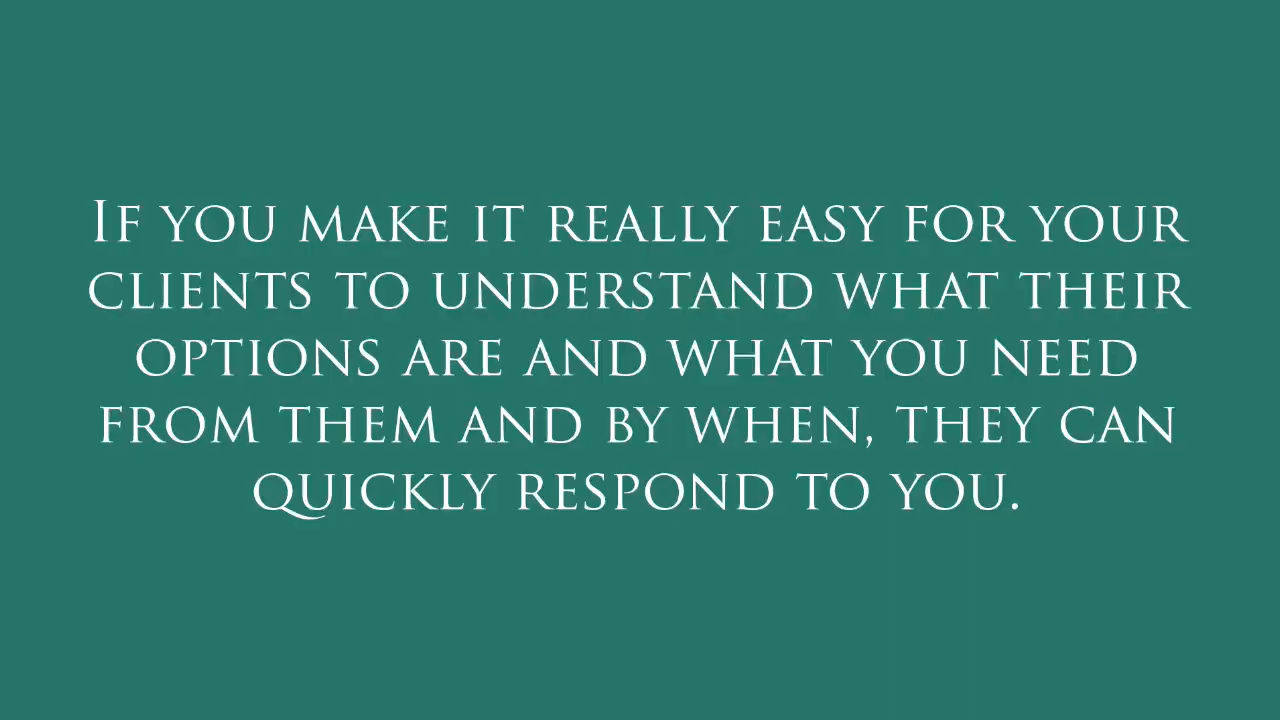 If you make it really easy for your
clients to understand what their
options are and what you need
from them and by when, they can
quickly respond to you.